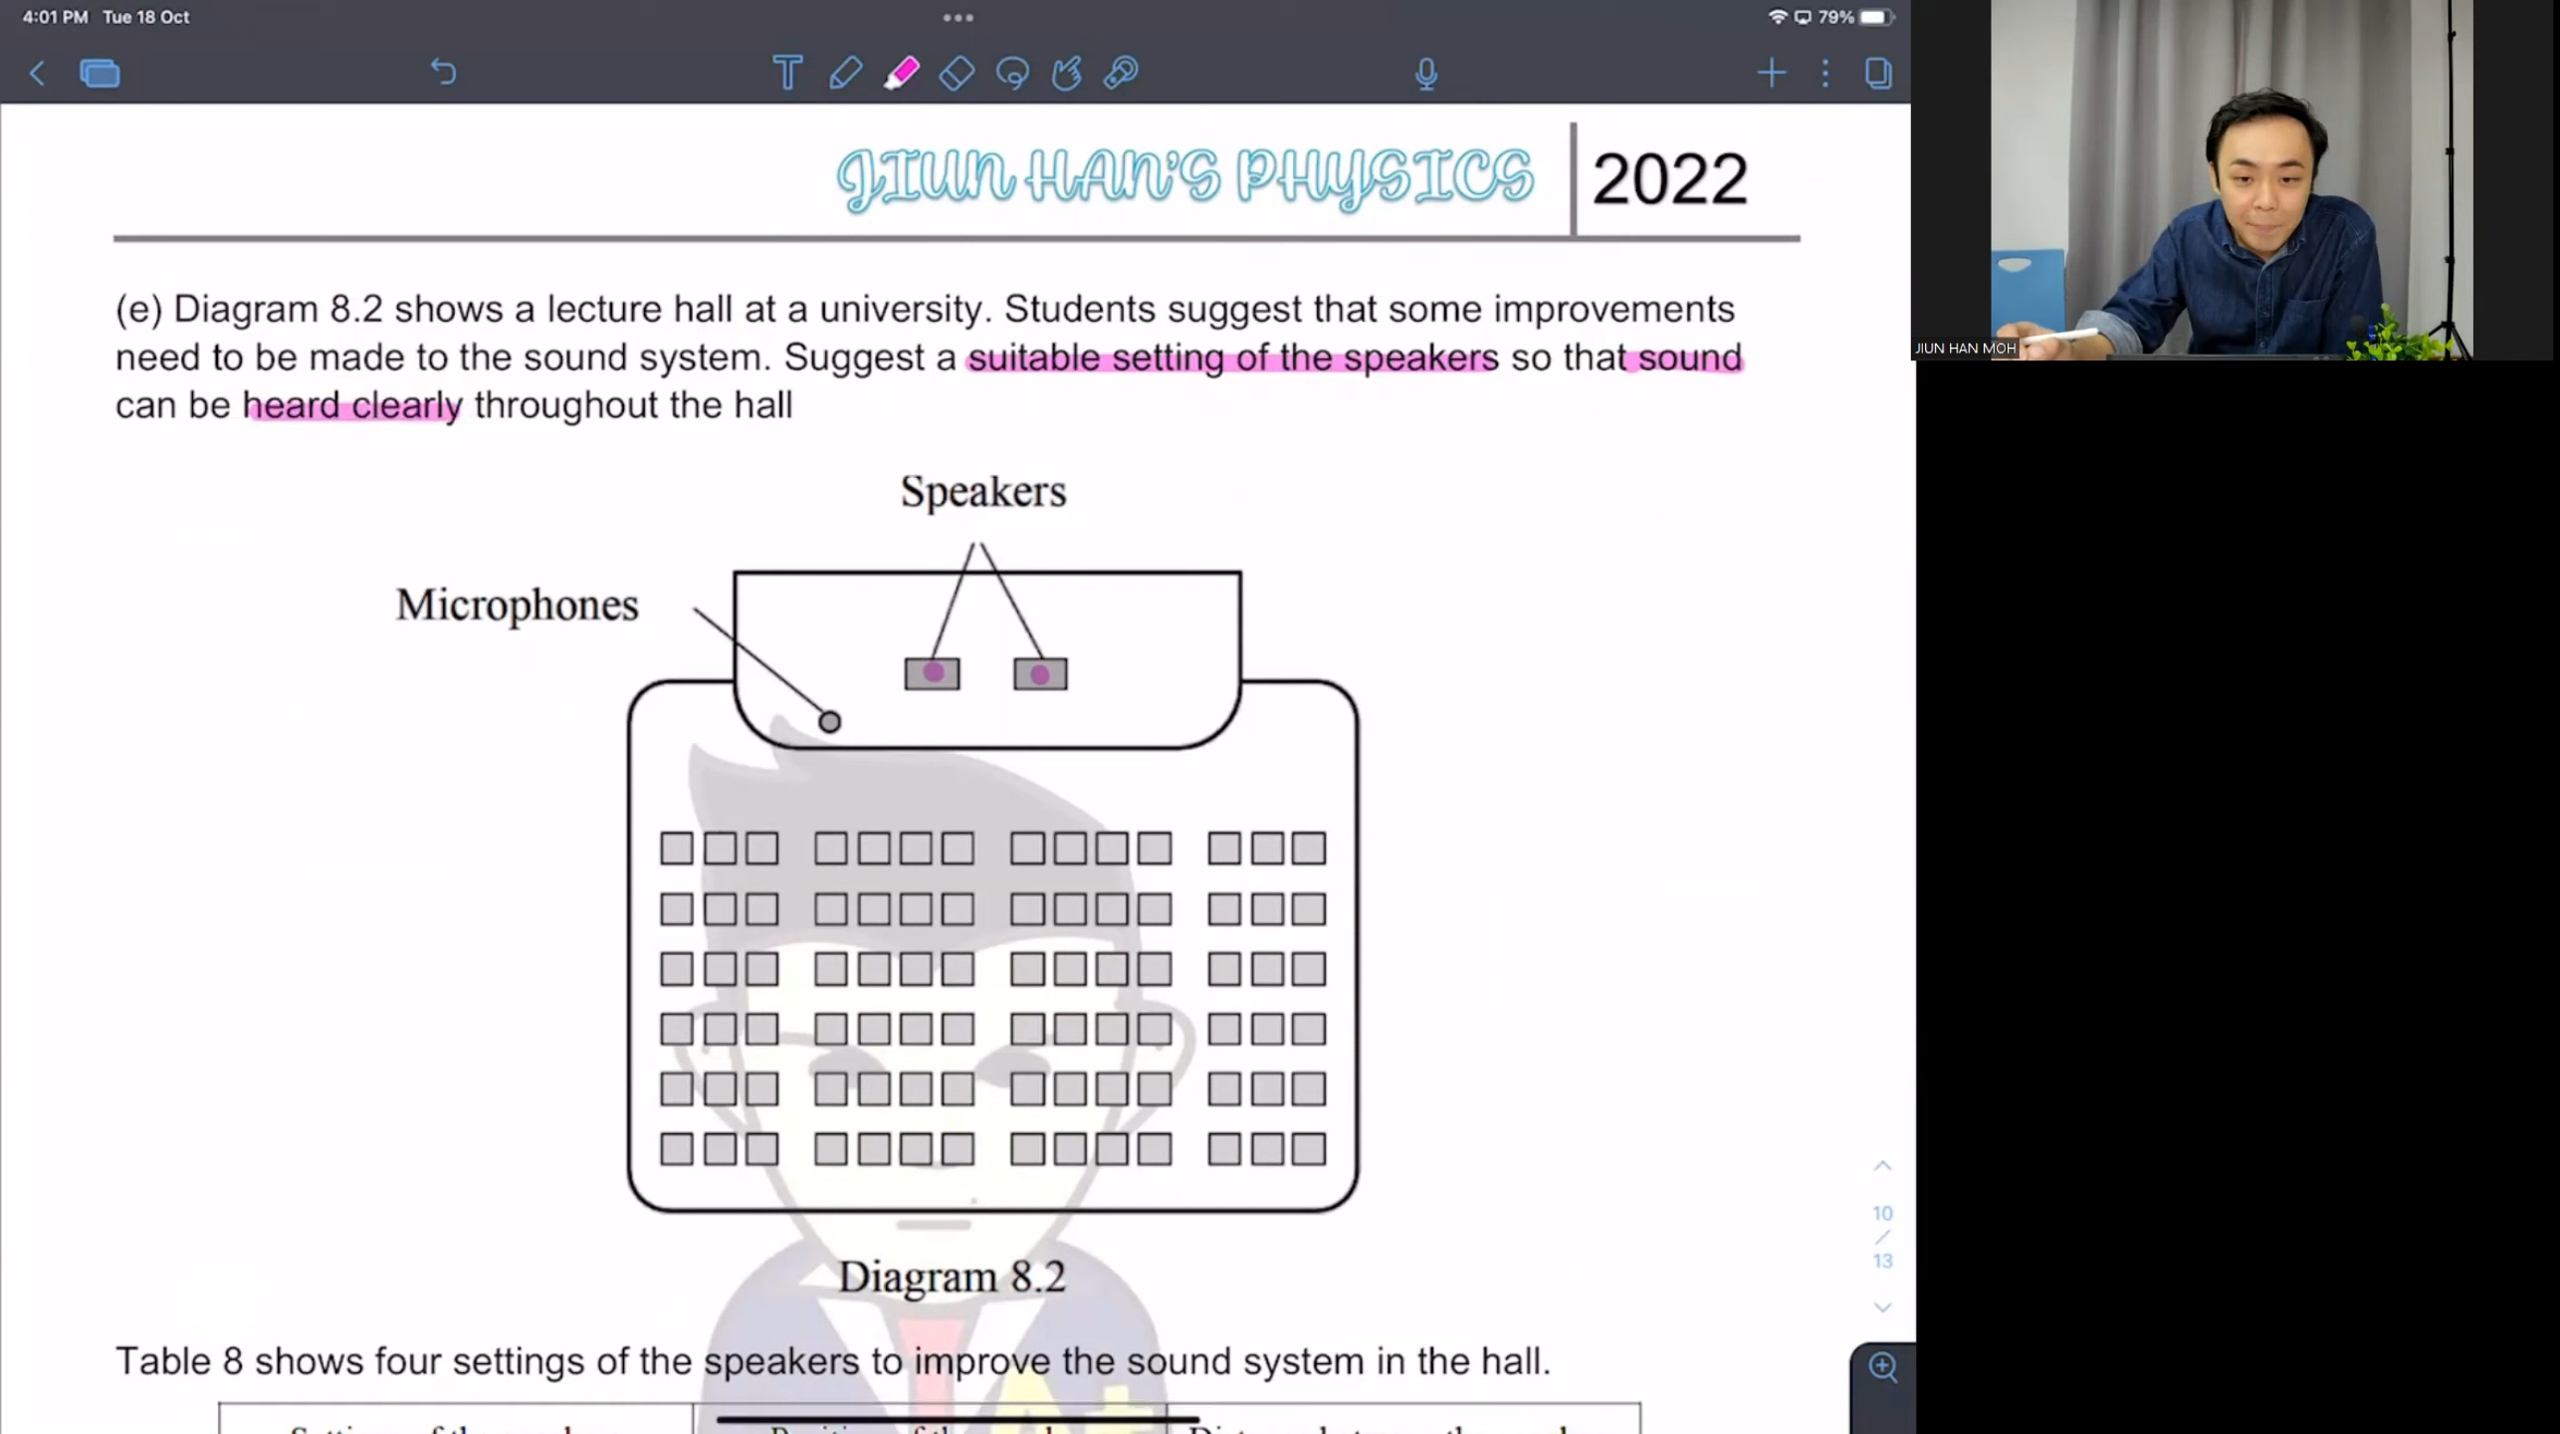 4:01 PM Tue 18 Oct
79%
JIUN HAN'S PHYSICS 2022
JIUN HAN MOH
(e) Diagram 8.2 shows a lecture hall at a university. Students suggest that some improvements
need to be made to the sound system. Suggest a suitable setting of the speakers so that sound
can be heard clearly throughout the hall
Speakers
Microphones
Diagram 8.2
10
/
13
Table 8 shows four settings of the speakers to improve the sound system in the hall.